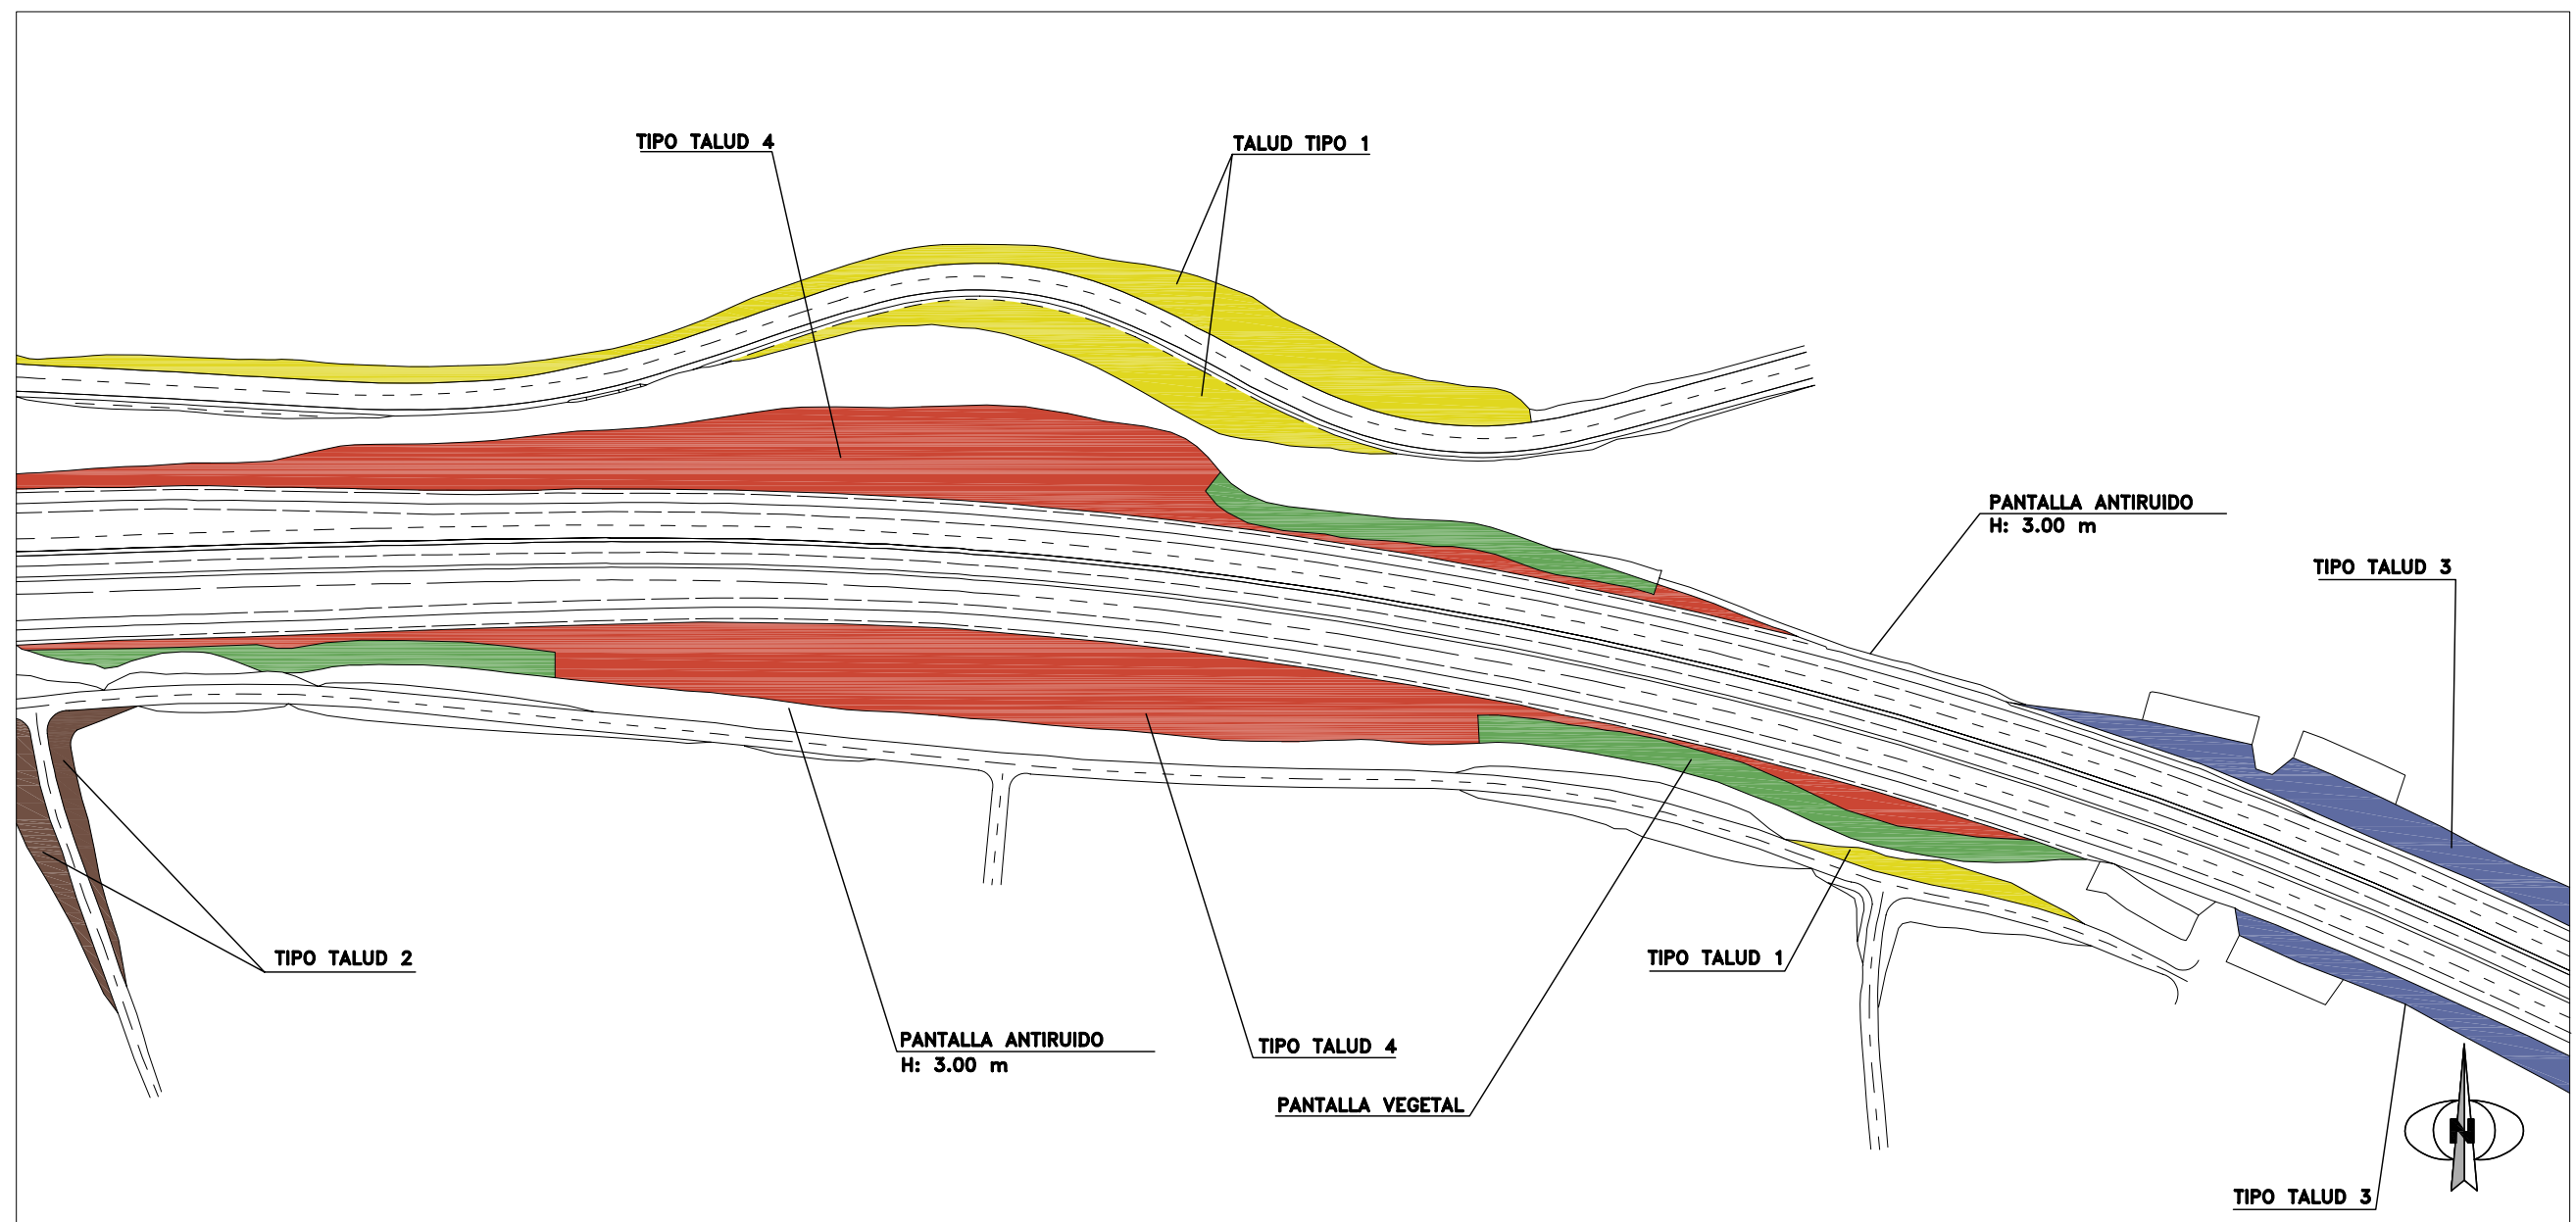 TIPO TALUD 4
TALUD TIPO 1
PANTALLA ANTIRUIDO
H: 3.00 m
TIPO TALUD 3
TIPO TALUD 2
TIPO TALUD 1
PANTALLA ANTIRUIDO
H: 3.00 m
TIPO TALUD 4
PANTALLA VEGETAL
N
TIPO TALUD 3